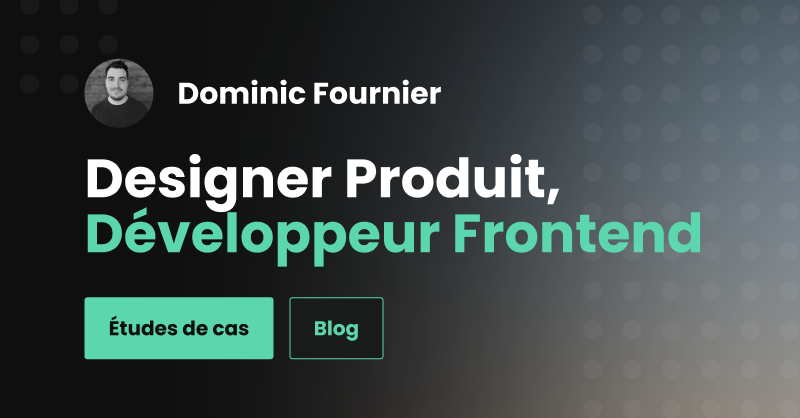 Dominic Fournier
Designer Produit,
Développeur Frontend
Études de cas
Blog